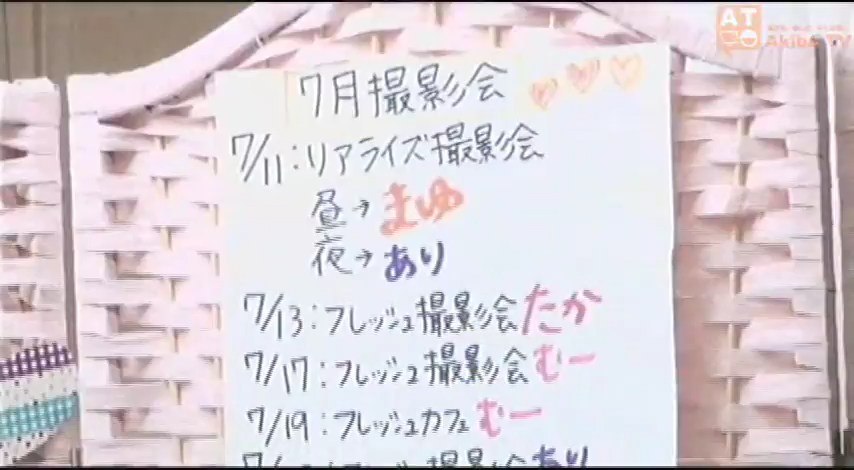 AT
Akiba TV
7月撮影会
7/11:リアライズ撮影会
昼→まゆ
夜→あり
7/13:フレッシュ撮影会たか
7/17:フレッシュ撮影会むー
7/19:フレッシュカフェむー